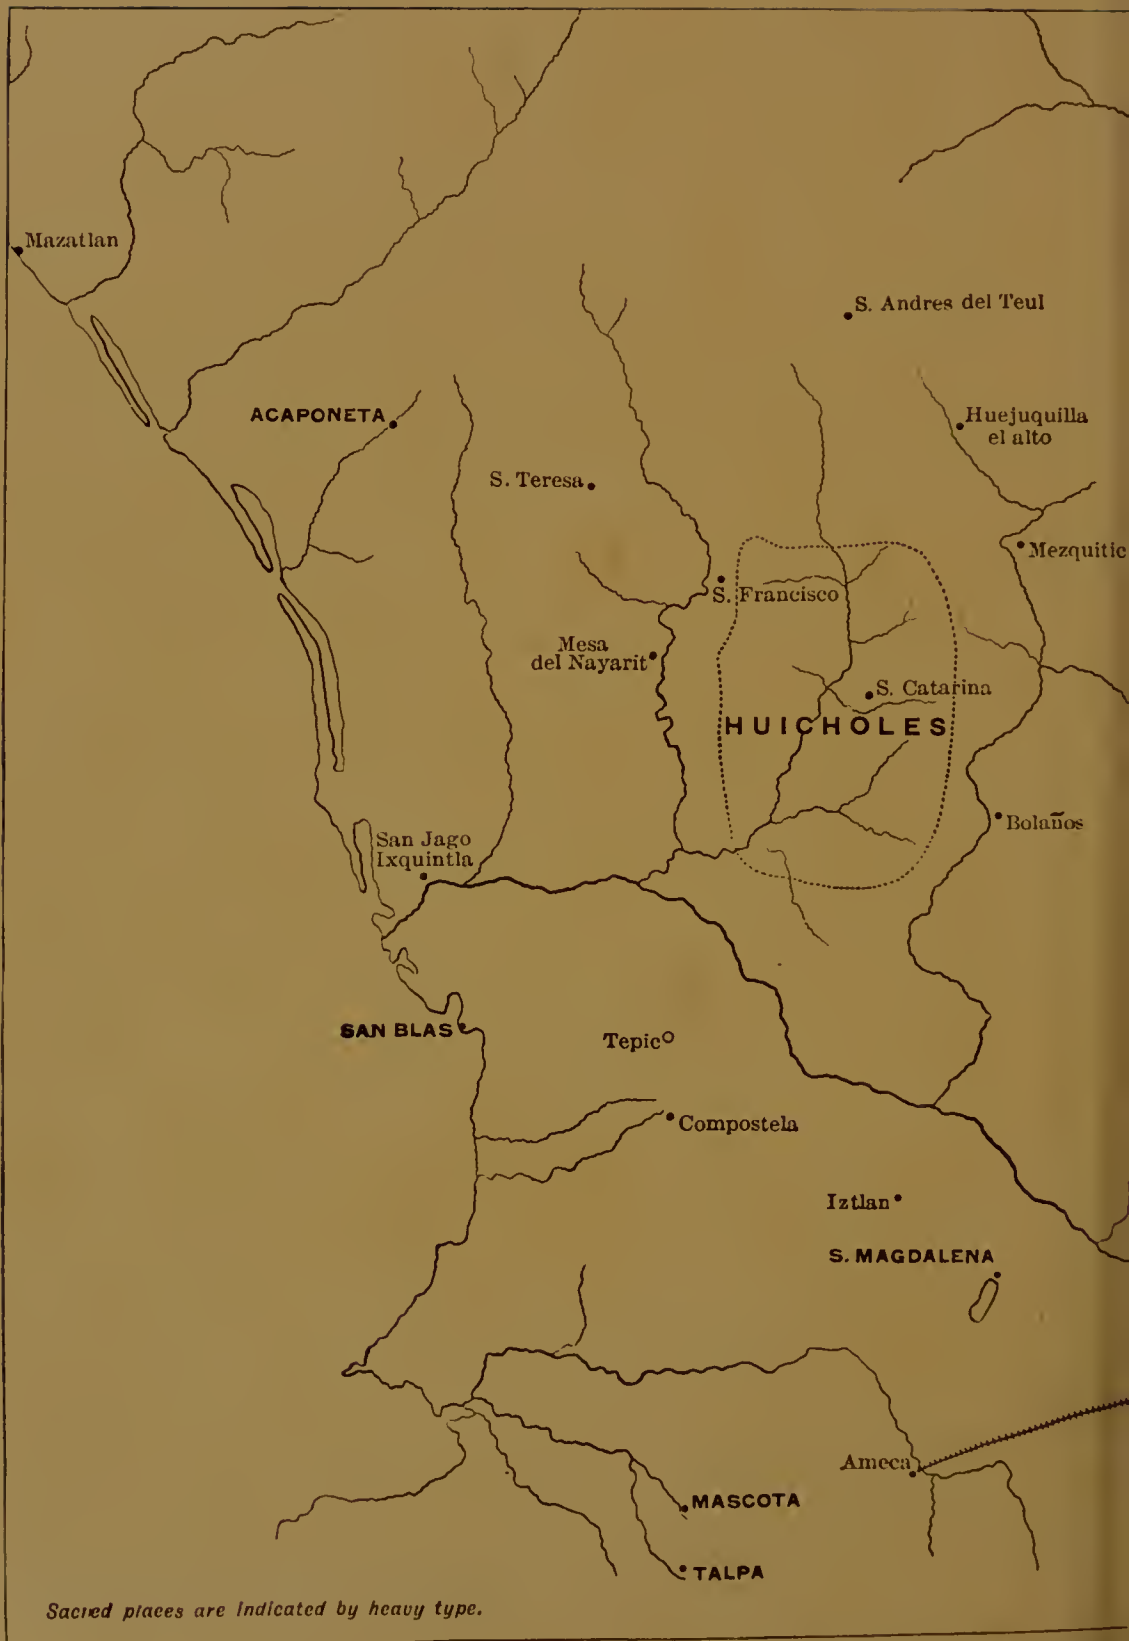 Mazatlan
S. Andres del Teul
ACAPONETA
Huejuquilla
el alto
S. Teresa
Mezquitic
S. Francisco
Mesa
del Nayarit
S. Catarina
HUICHOLES
Bolaños
San Jago
Ixquintla
SAN BLAS
Tepic
Compostela
Iztlan
S. MAGDALENA
Ameca
MASCOTA
TALPA
Sacred places are indicated by heavy type.